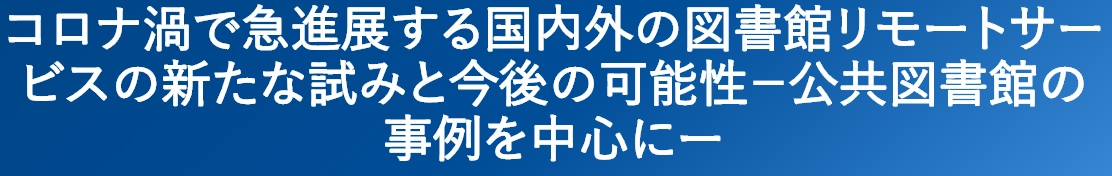 コロナ渦で急進展する国内外の図書館リモートサー
ビスの新たな試みと今後の可能性－公共図書館の
事例を中心にー